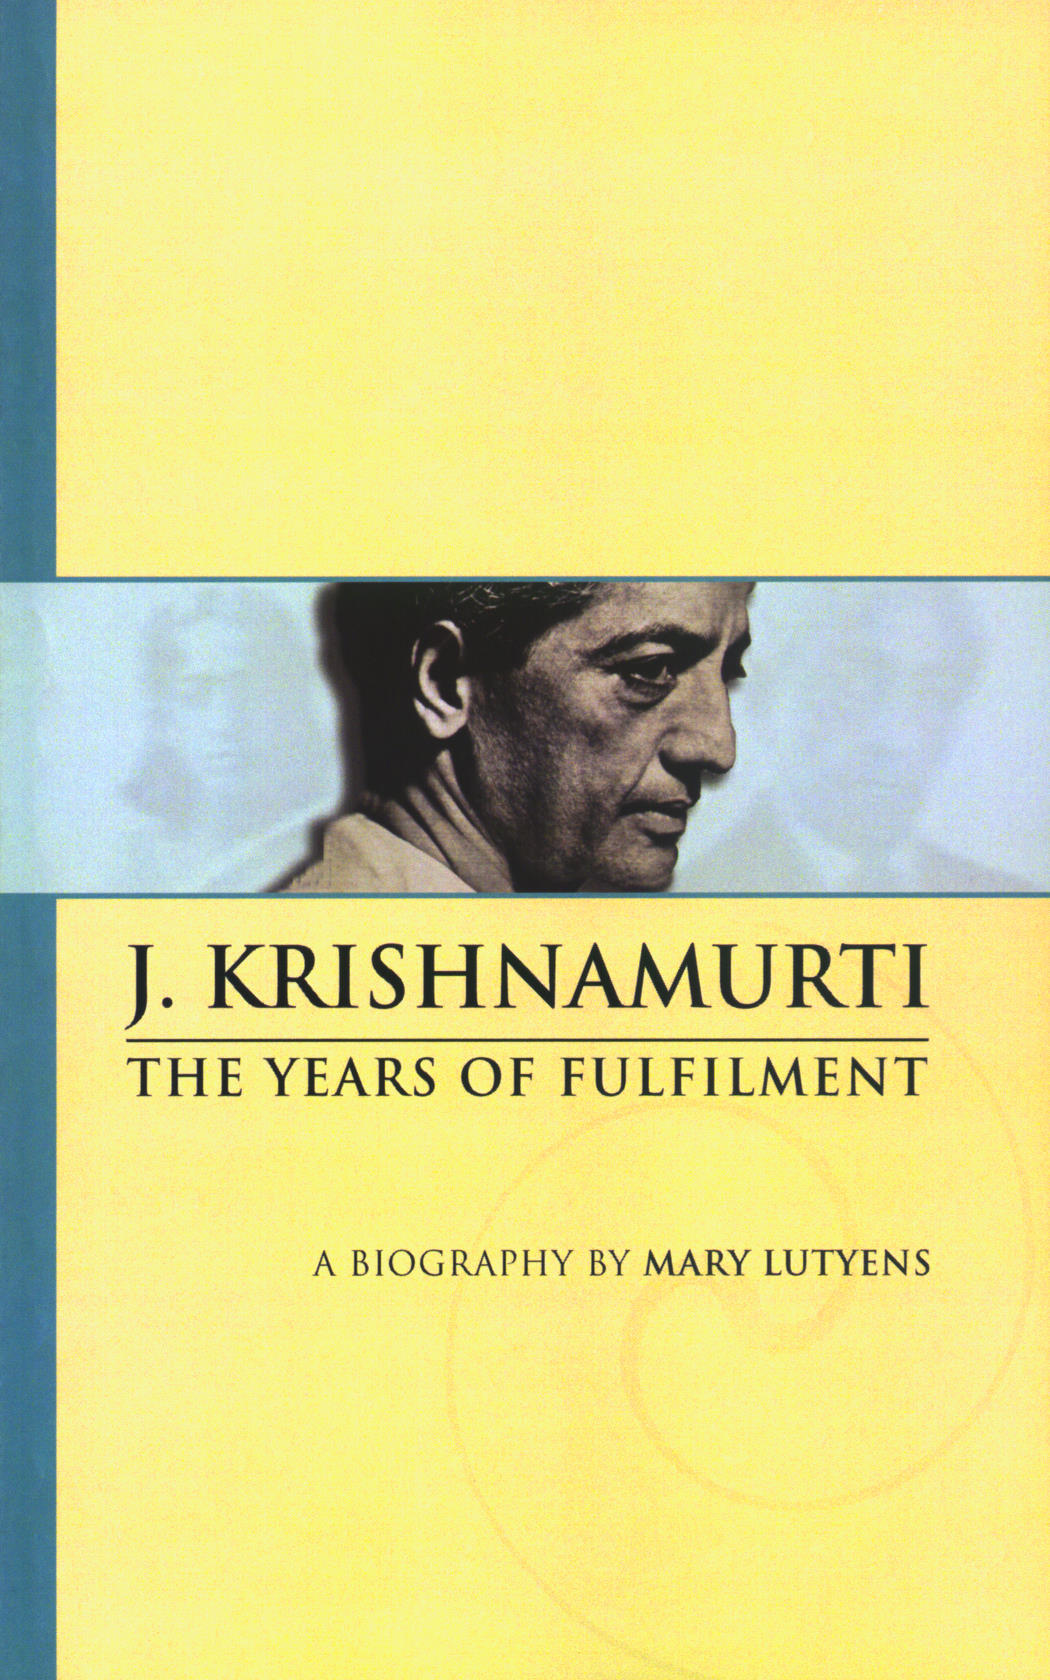 J. KRISHNAMURTI
THE YEARS OF FULFILMENT
A BIOGRAPHY BY MARY LUTYENS